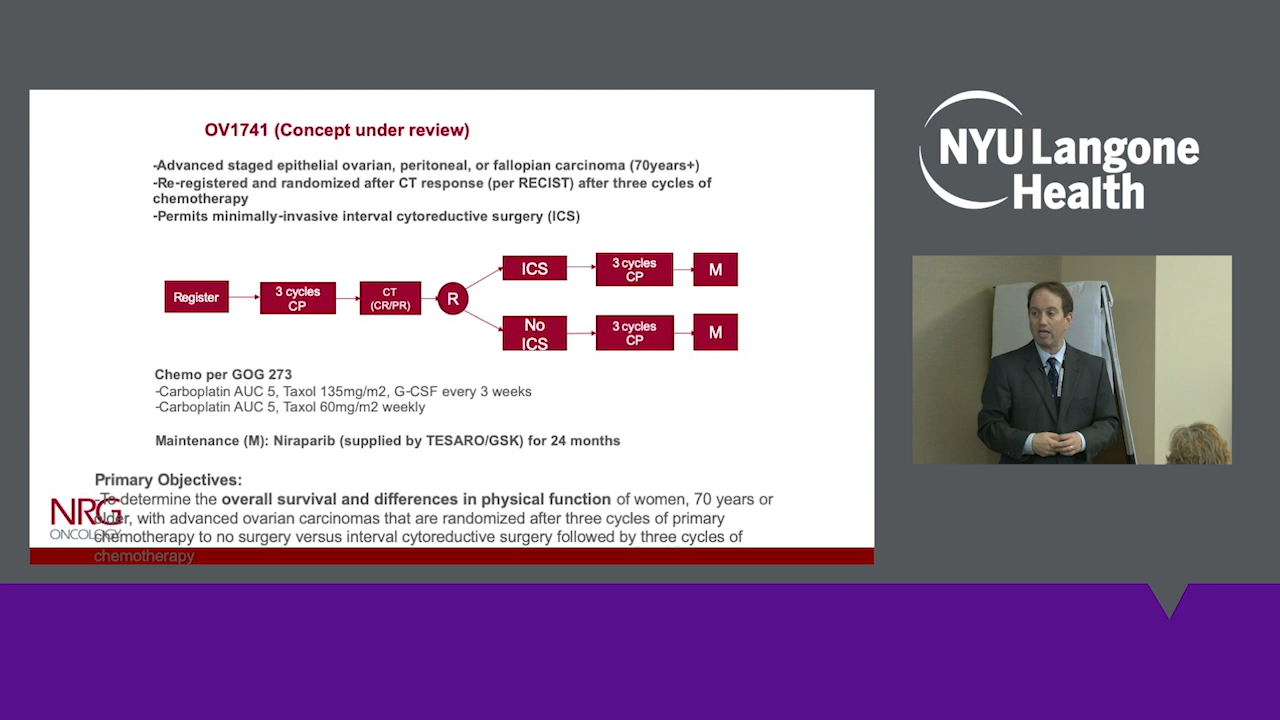 OV1741 (Concept under review)
-Advanced staged epithelial ovarian, peritoneal, or fallopian carcinoma (70years+)
-Re-registered and randomized after CT response (per RECIST) after three cycles of
chemotherapy
-Permits minimally-invasive interval cytoreductive surgery (ICS)
Register
3 cycles
CP
CT
(CR/PR)
R
ICS
3 cycles
CP
M
No
ICS
3 cycles
CP
M
Chemo per GOG 273
-Carboplatin AUC 5, Taxol 135mg/m2, G-CSF every 3 weeks
-Carboplatin AUC 5, Taxol 60mg/m2 weekly
Maintenance (M): Niraparib (supplied by TESARO/GSK) for 24 months
Primary Objectives:
-To determine the overall survival and differences in physical function of women, 70 years or
older, with advanced ovarian carcinomas that are randomized after three cycles of primary
chemotherapy to no surgery versus interval cytoreductive surgery followed by three cycles of
chemotherapy
NRG
ONCOLOGY
NYU Langone
Health